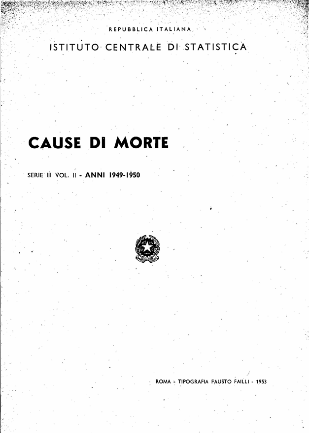 REPUBBLICA ITALIANA
ISTITUTO CENTRALE DI STATISTICA
CAUSE DI MORTE
SERIE III VOL. II - ANNI 1949-1950
ROMA - TIPOGRAFIA FAUSTO FAILLI - 1953